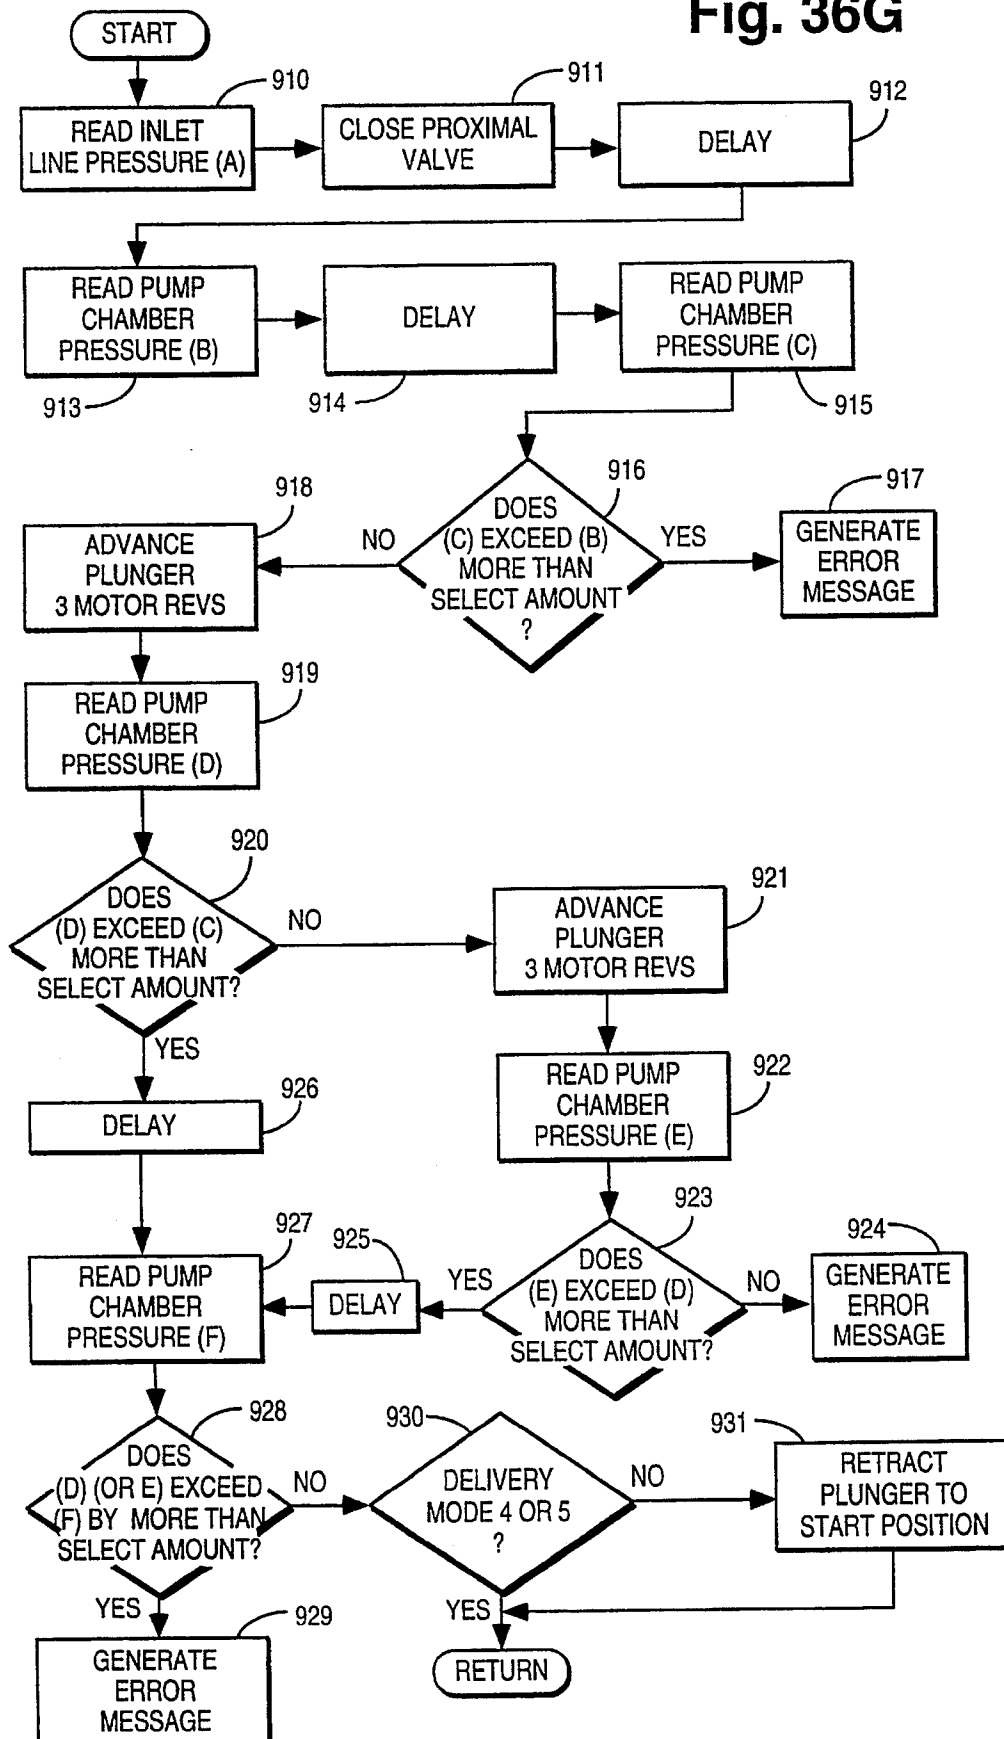 Fig. 36G
START
910
READ INLET
LINE PRESSURE (A)
911
CLOSE PROXIMAL
VALVE
912
DELAY
READ PUMP
CHAMBER
PRESSURE (B)
913
DELAY
914
READ PUMP
CHAMBER
PRESSURE (C)
915
916
DOES
(C) EXCEED (B)
MORE THAN
SELECT AMOUNT
?
YES
917
GENERATE
ERROR
MESSAGE
NO
918
ADVANCE
PLUNGER
3 MOTOR REVS
919
READ PUMP
CHAMBER
PRESSURE (D)
920
DOES
(D) EXCEED (C)
MORE THAN
SELECT AMOUNT?
NO
921
ADVANCE
PLUNGER
3 MOTOR REVS
922
READ PUMP
CHAMBER
PRESSURE (E)
923
DOES
(E) EXCEED (D)
MORE THAN
SELECT AMOUNT?
NO
924
GENERATE
ERROR
MESSAGE
YES
925
DELAY
YES
926
DELAY
927
READ PUMP
CHAMBER
PRESSURE (F)
928
DOES
(D) (OR E) EXCEED
(F) BY MORE THAN
SELECT AMOUNT?
NO
930
DELIVERY
MODE 4 OR 5
?
NO
931
RETRACT
PLUNGER TO
START POSITION
YES
RETURN
YES
929
GENERATE
ERROR
MESSAGE